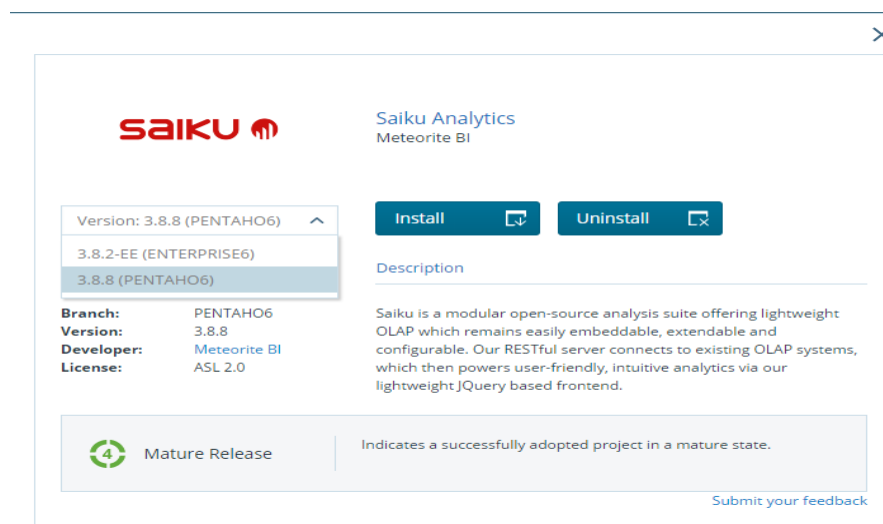 saiku
Saiku Analytics
Meteorite BI
Version: 3.8.8 (PENTAHO6)
3.8.2-EE (ENTERPRISE6)
3.8.8 (PENTAHO6)
Install
Uninstall
Description
Branch: PENTAHO6
Version: 3.8.8
Developer: Meteorite BI
License: ASL 2.0
Saiku is a modular open-source analysis suite offering lightweight
OLAP which remains easily embeddable, extendable and
configurable. Our RESTful server connects to existing OLAP systems,
which then powers user-friendly, intuitive analytics via our
lightweight JQuery based frontend.
4
Mature Release
Indicates a successfully adopted project in a mature state.
Submit your feedback